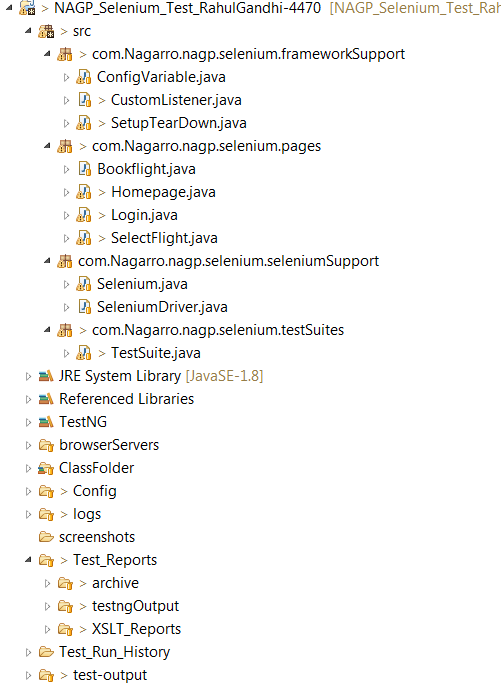 > NAGP_Selenium_Test_RahulGandhi-4470 [NAGP_Selenium_Test_Rah
> src
> com.Nagarro.nagp.selenium.frameworkSupport
ConfigVariable.java
> CustomListener.java
> SetupTearDown.java
> com.Nagarro.nagp.selenium.pages
Bookflight.java
> Homepage.java
> Login.java
> SelectFlight.java
com.Nagarro.nagp.selenium.seleniumSupport
Selenium.java
SeleniumDriver.java
> com.Nagarro.nagp.selenium.testSuites
> TestSuite.java
JRE System Library [JavaSE-1.8]
Referenced Libraries
TestNG
browserServers
ClassFolder
> Config
> logs
screenshots
> Test_Reports
> archive
> testngOutput
> XSLT_Reports
Test_Run_History
> test-output